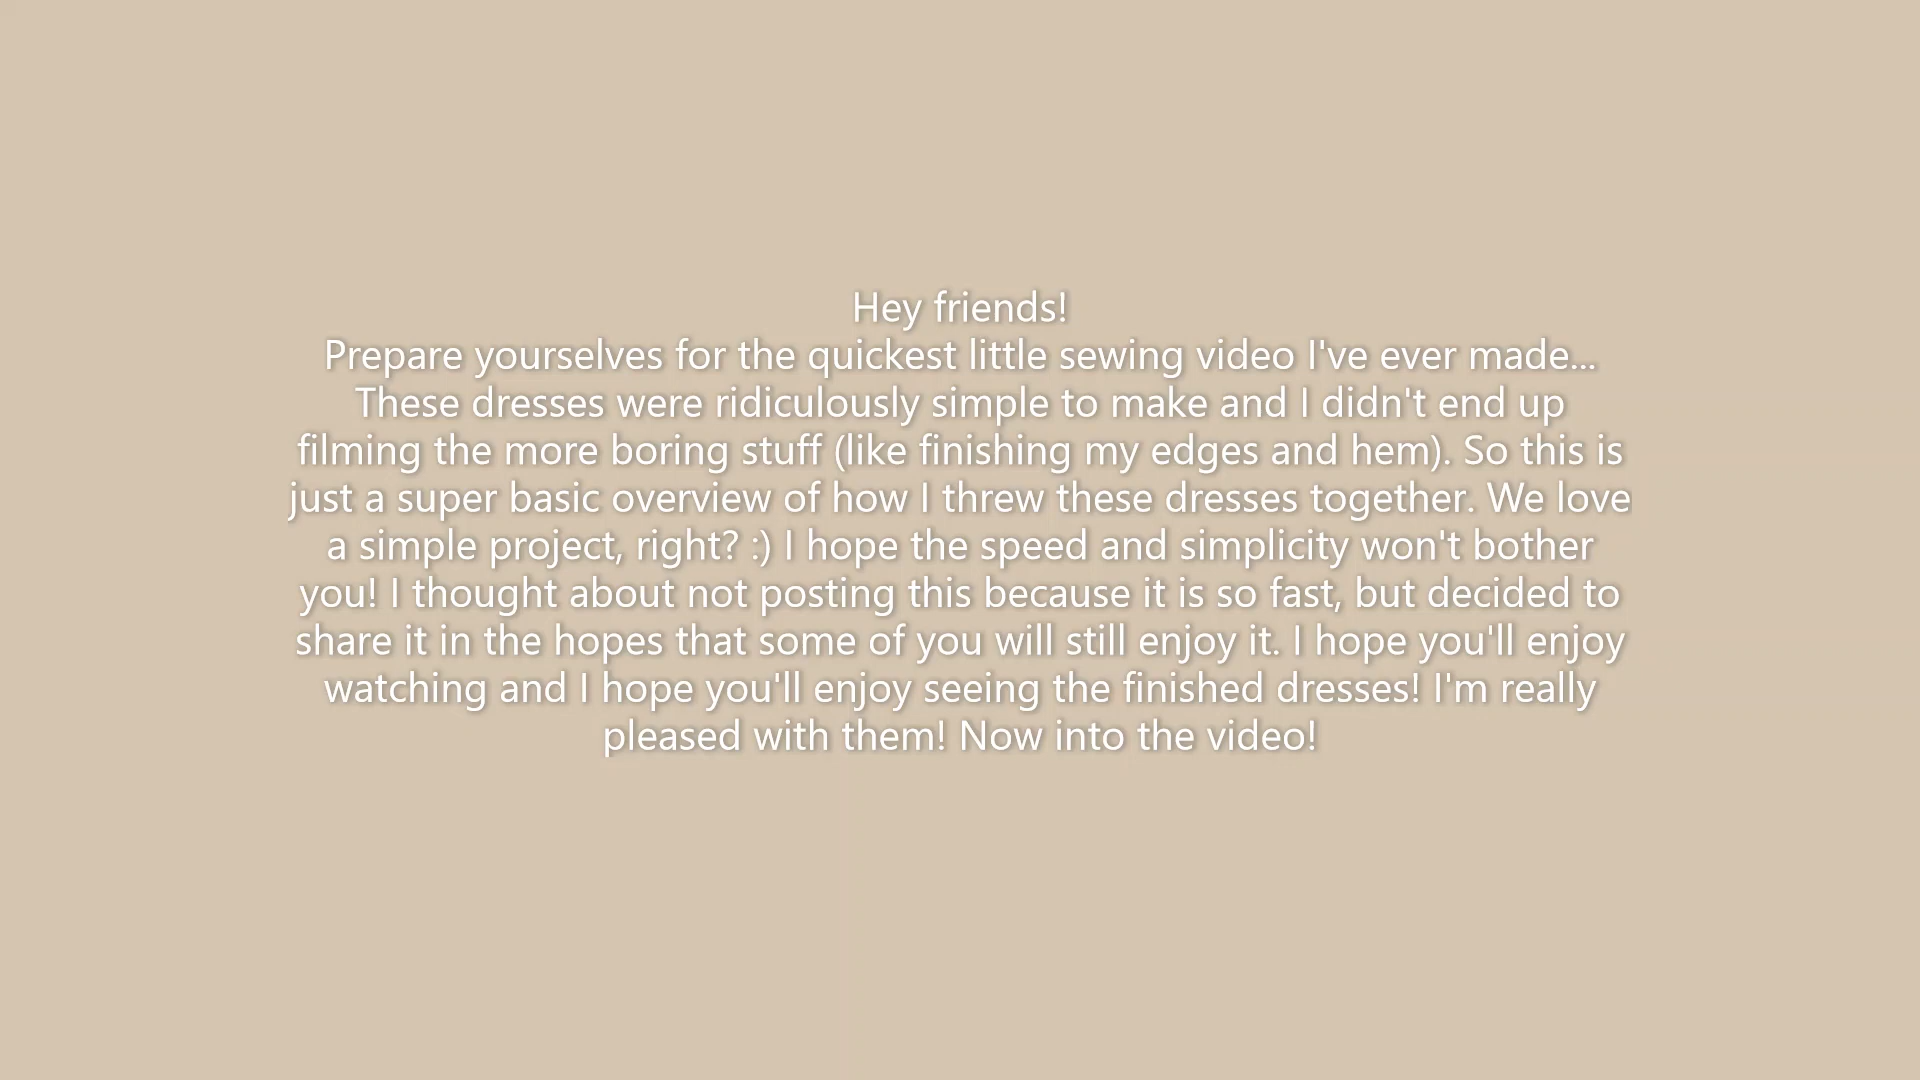 Hey friends!
Prepare yourselves for the quickest little sewing video I've ever made...
These dresses were ridiculously simple to make and I didn't end up
filming the more boring stuff (like finishing my edges and hem). So this is
just a super basic overview of how I threw these dresses together. We love
a simple project, right? :) I hope the speed and simplicity won't bother
you! I thought about not posting this because it is so fast, but decided to
share it in the hopes that some of you will still enjoy it. I hope you'll enjoy
watching and I hope you'll enjoy seeing the finished dresses! I'm really
pleased with them! Now into the video!